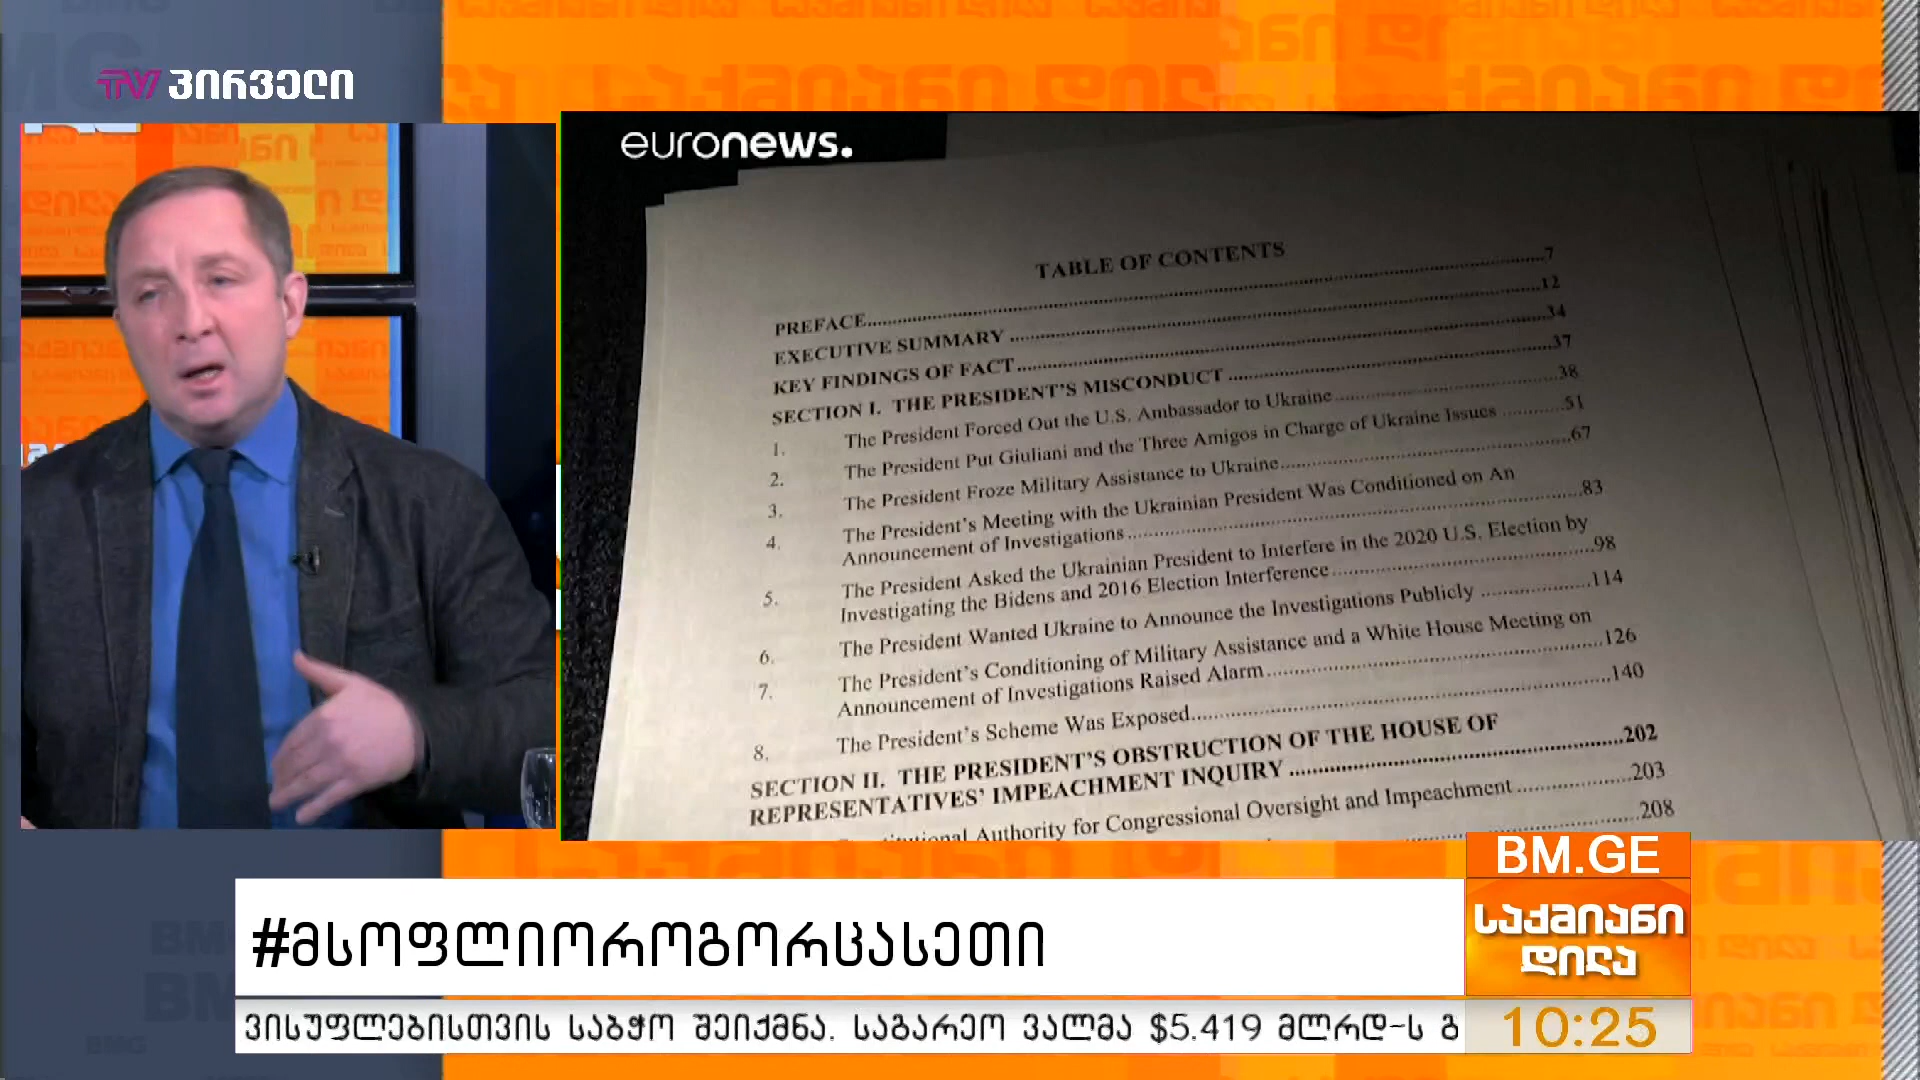 TV პირველი
euronews.
TABLE OF CONTENTS
PREFACE..........7
EXECUTIVE SUMMARY ..........12
KEY FINDINGS OF FACT..........34
SECTION I. THE PRESIDENT'S MISCONDUCT ..........37
1. The President Forced Out the U.S. Ambassador to Ukraine..........38
2. The President Put Giuliani and the Three Amigos in Charge of Ukraine Issues ..........51
3. The President Froze Military Assistance to Ukraine..........67
4. The President's Meeting with the Ukrainian President Was Conditioned on An
Announcement of Investigations..........83
5. The President Asked the Ukrainian President to Interfere in the 2020 U.S. Election by
Investigating the Bidens and 2016 Election Interference..........98
6. The President Wanted Ukraine to Announce the Investigations Publicly ..........114
7. The President's Conditioning of Military Assistance and a White House Meeting on
Announcement of Investigations Raised Alarm..........126
8. The President's Scheme Was Exposed..........140
SECTION II. THE PRESIDENT'S OBSTRUCTION OF THE HOUSE OF
REPRESENTATIVES' IMPEACHMENT INQUIRY ..........202
Authority for Congressional Oversight and Impeachment ..........203
208
BM.GE
#მსოფლიოროგორცასეთი
საქმიანი
დილა
ვისუფლებისთვის საბჭო შეიქმნა. საგარეო ვალმა $5.419 მლრდ-ს გ
10:25